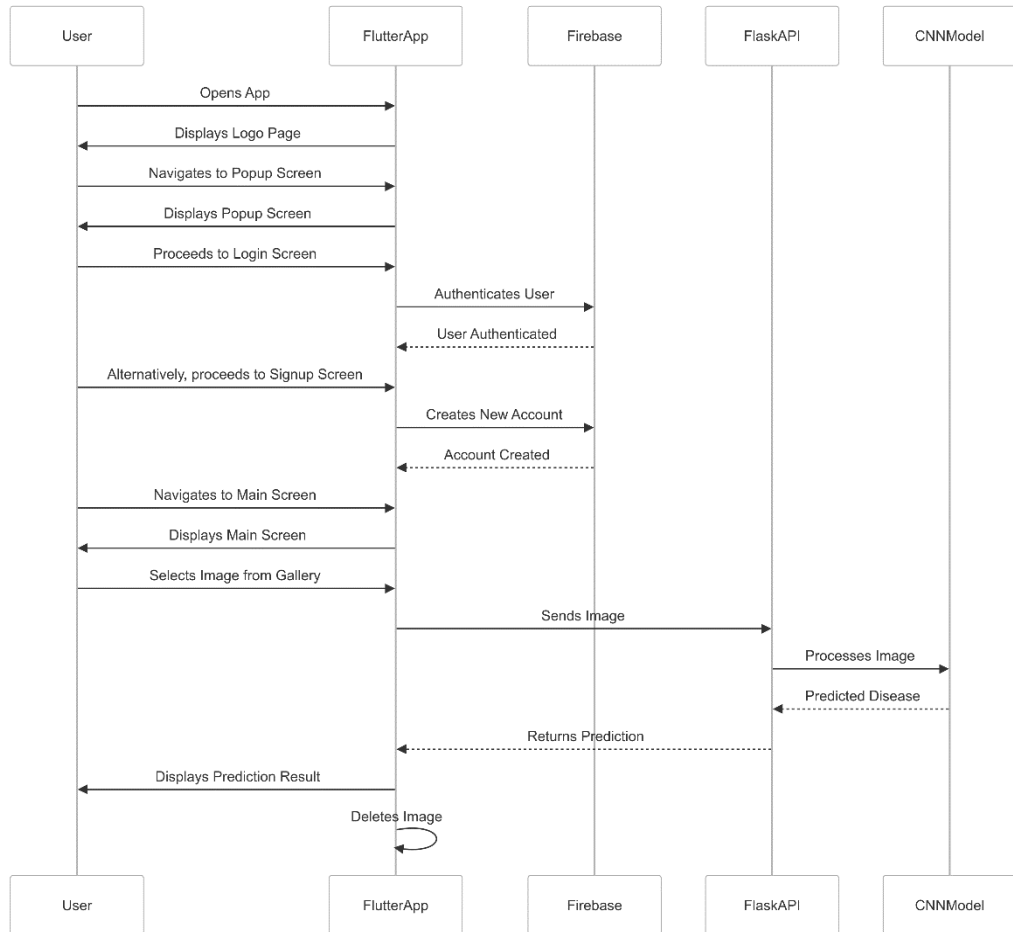 User FlutterApp Firebase FlaskAPI CNNModel
Opens App
Displays Logo Page
Navigates to Popup Screen
Displays Popup Screen
Proceeds to Login Screen
Authenticates User
User Authenticated
Alternatively, proceeds to Signup Screen
Creates New Account
Account Created
Navigates to Main Screen
Displays Main Screen
Selects Image from Gallery
Sends Image
Processes Image
Predicted Disease
Returns Prediction
Displays Prediction Result
Deletes Image
User FlutterApp Firebase FlaskAPI CNNModel